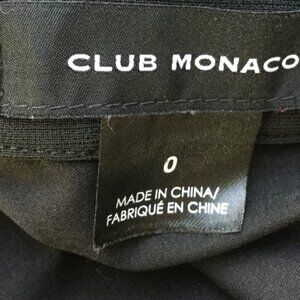 CLUB MONACO
0
MADE IN CHINA/
FABRIQUÉ EN CHINE